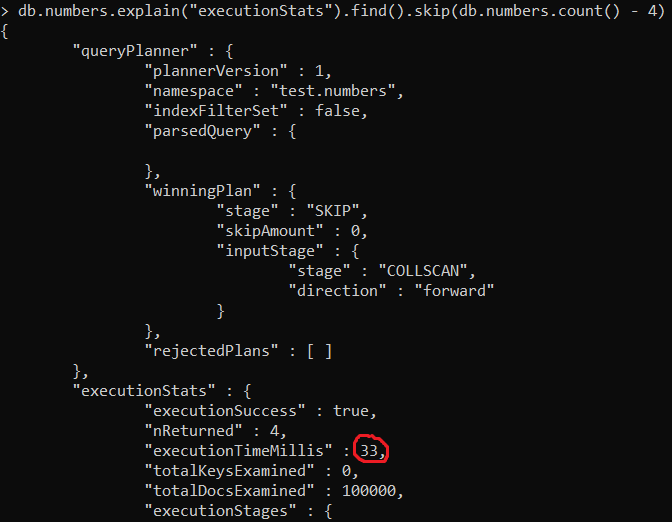 > db.numbers.explain("executionStats").find().skip(db.numbers.count() - 4)
{
"queryPlanner" : {
"plannerVersion" : 1,
"namespace" : "test.numbers",
"indexFilterSet" : false,
"parsedQuery" : {
},
"winningPlan" : {
"stage" : "SKIP",
"skipAmount" : 0,
"inputStage" : {
"stage" : "COLLSCAN",
"direction" : "forward"
}
},
"rejectedPlans" : [ ]
},
"executionStats" : {
"executionSuccess" : true,
"nReturned" : 4,
"executionTimeMillis" : 33,
"totalKeysExamined" : 0,
"totalDocsExamined" : 100000,
"executionStages" : {